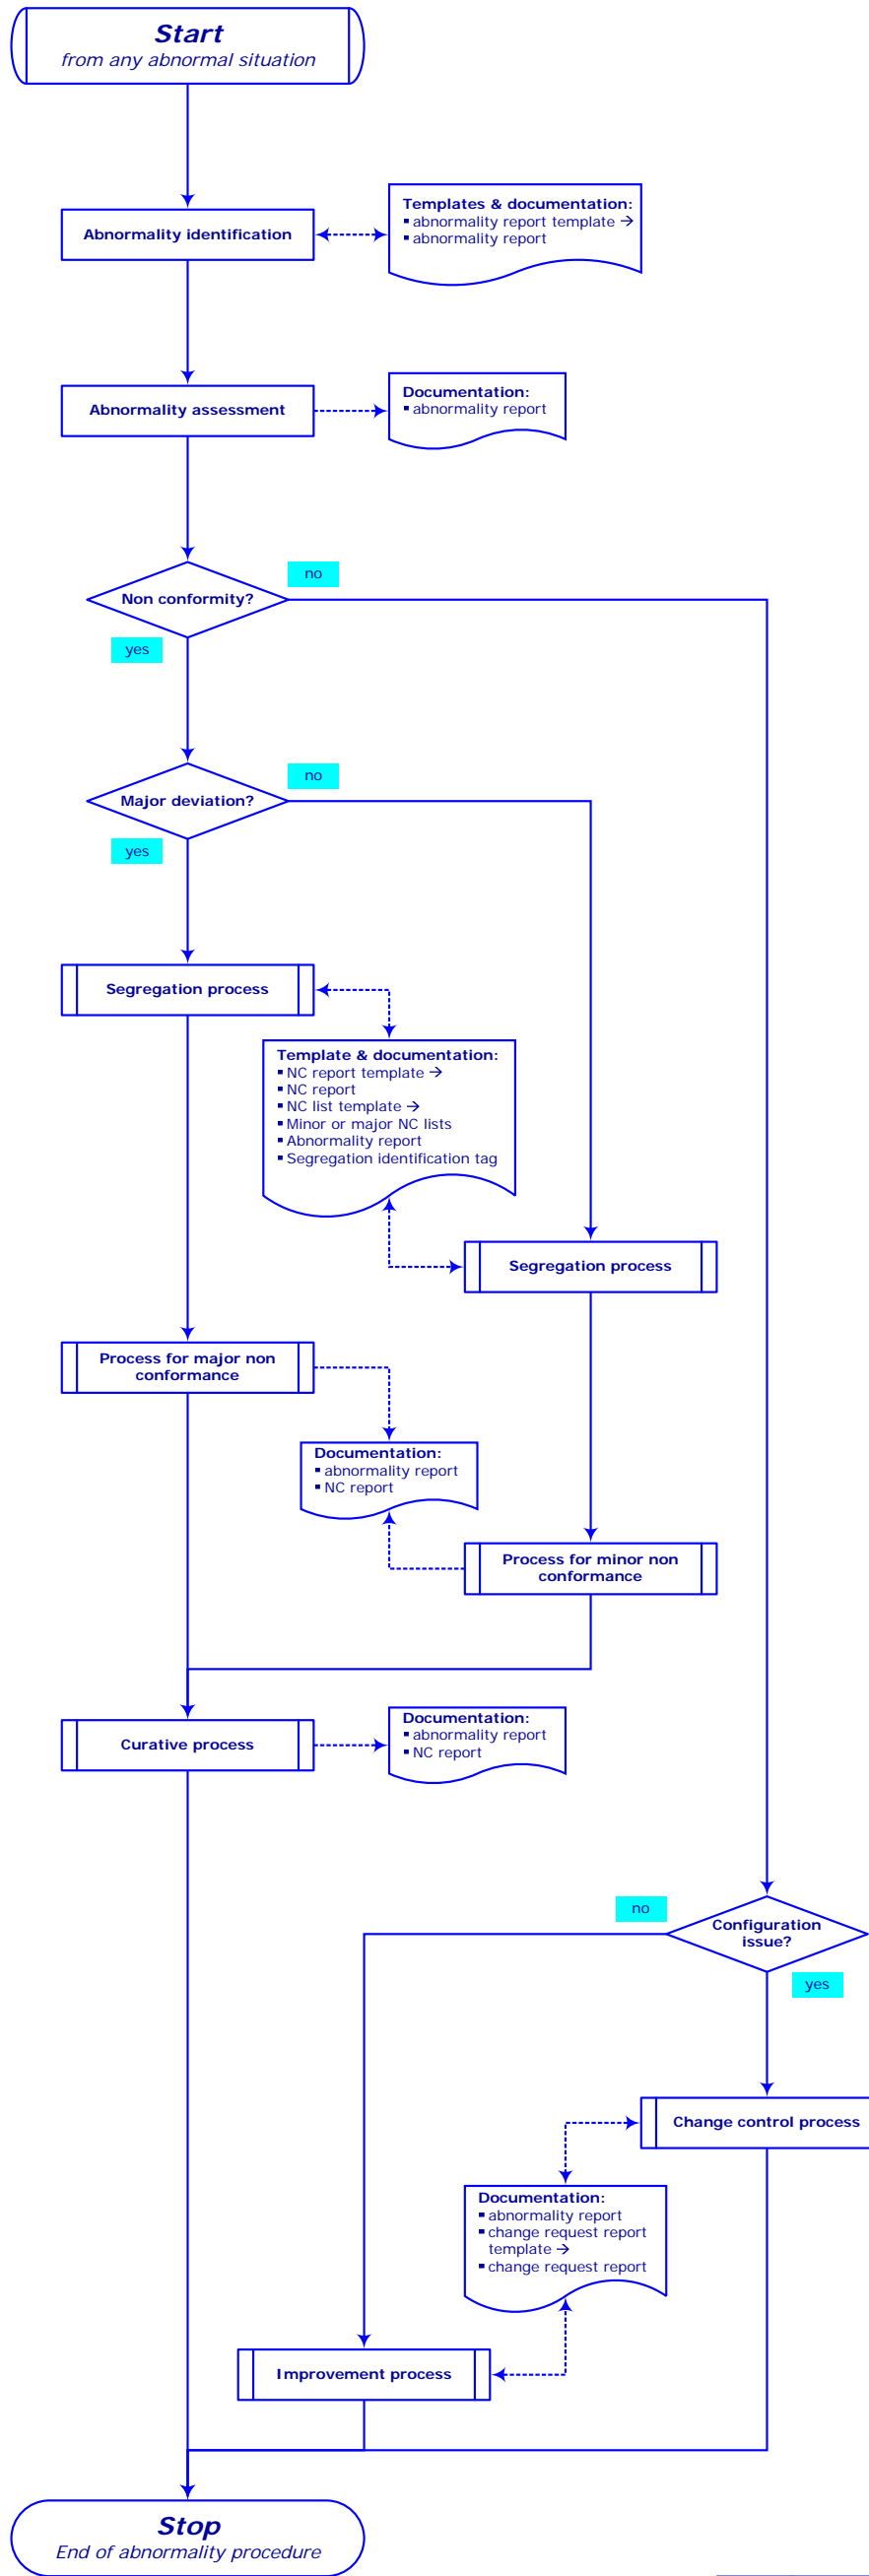 Start
from any abnormal situation
Abnormality identification
Templates & documentation:
▪ abnormality report template →
▪ abnormality report
Abnormality assessment
Documentation:
▪ abnormality report
Non conformity?
no
yes
Major deviation?
no
yes
Segregation process
Template & documentation:
▪ NC report template →
▪ NC report
▪ NC list template →
▪ Minor or major NC lists
▪ Abnormality report
▪ Segregation identification tag
Segregation process
Process for major non
conformance
Documentation:
▪ abnormality report
▪ NC report
Process for minor non
conformance
Curative process
Documentation:
▪ abnormality report
▪ NC report
Configuration
issue?
no
yes
Change control process
Documentation:
▪ abnormality report
▪ change request report
template →
▪ change request report
Improvement process
Stop
End of abnormality procedure